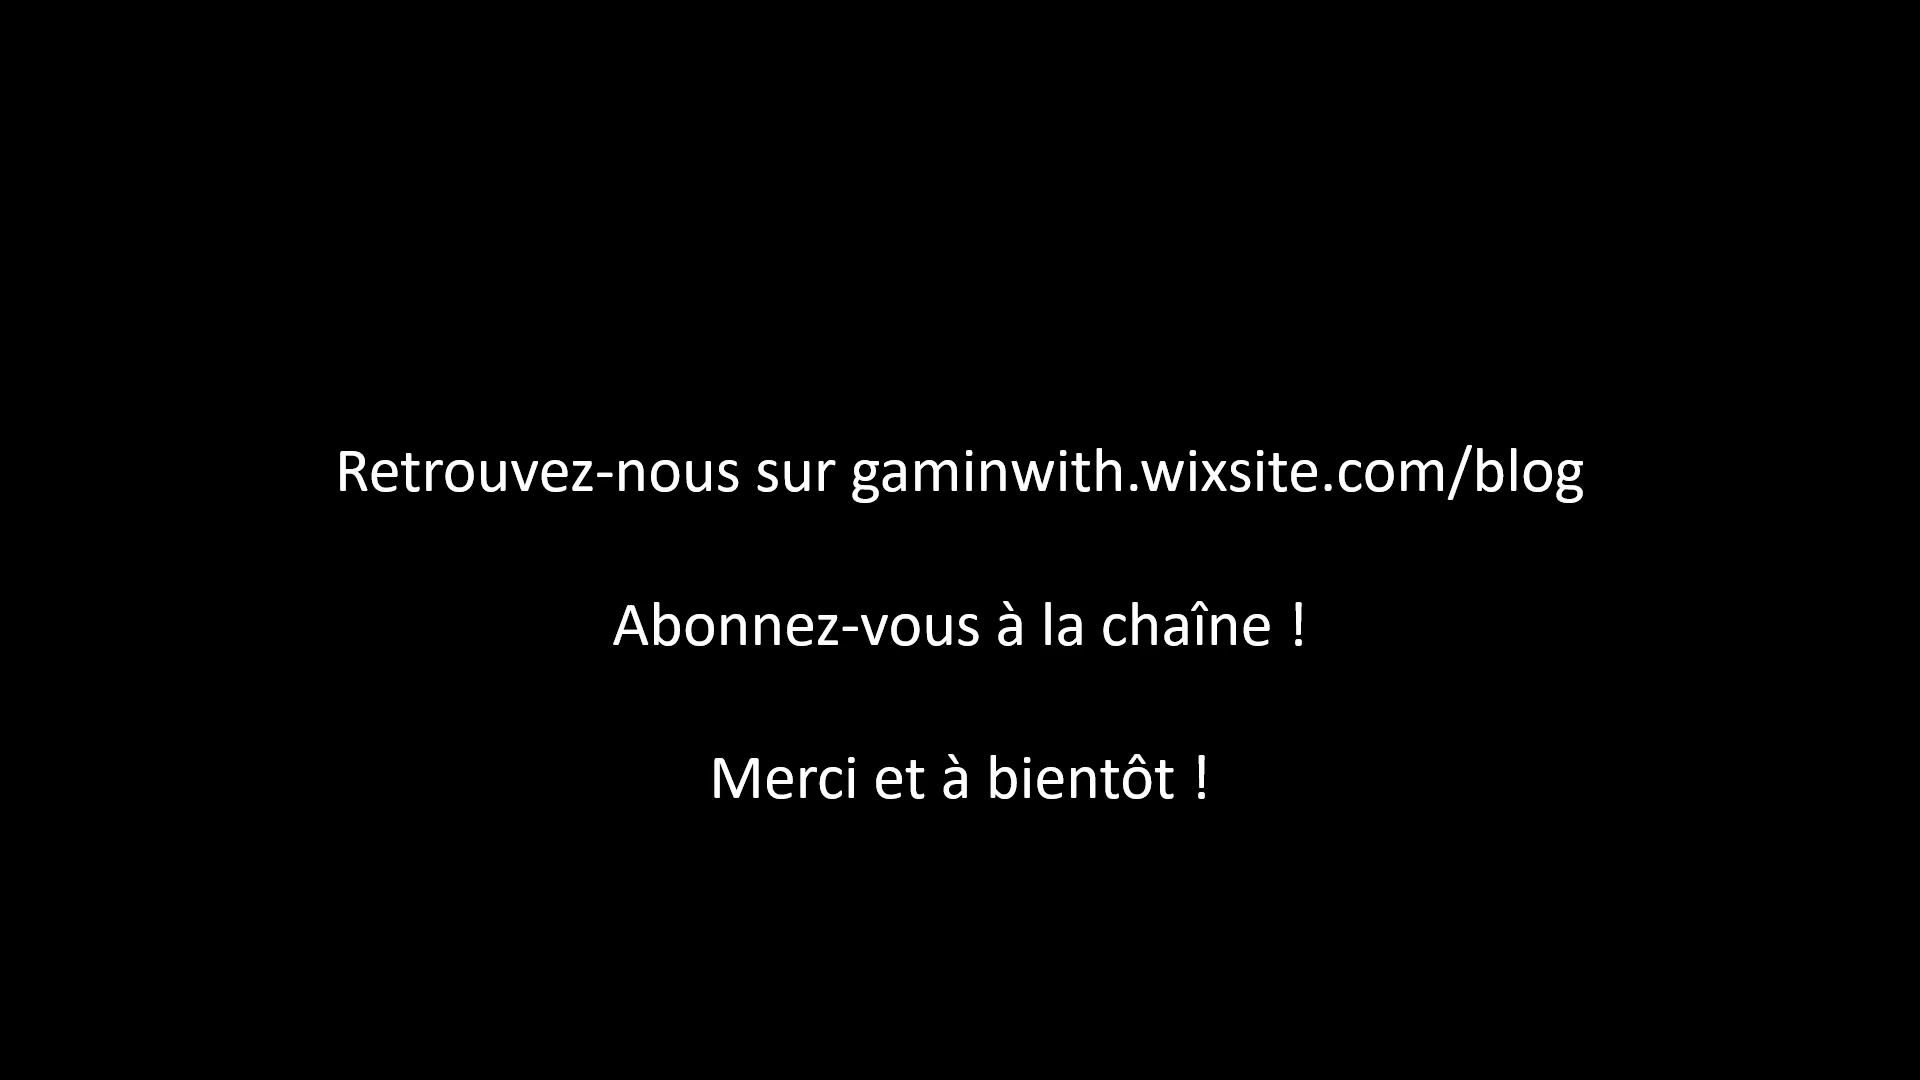 Retrouvez-nous sur gaminwith.wixsite.com/blog
Abonnez-vous à la chaîne !
Merci et à bientôt !